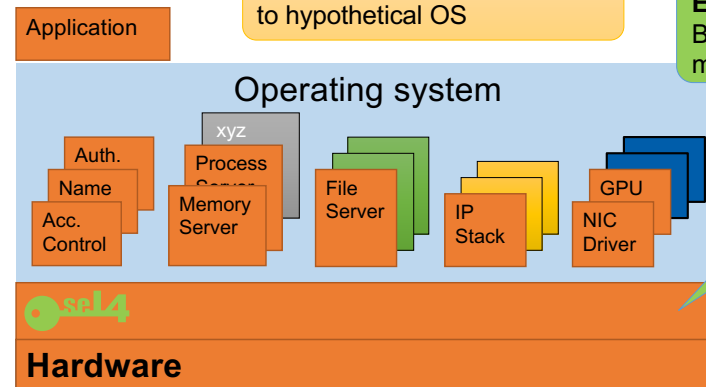 to hypothetical OS
E
B
m
Application
Operating system
xyz
Auth.
Process
Server
Name
Memory
Server
File
Server
GPU
Acc.
Control
IP
Stack
NIC
Driver
seL4
Hardware